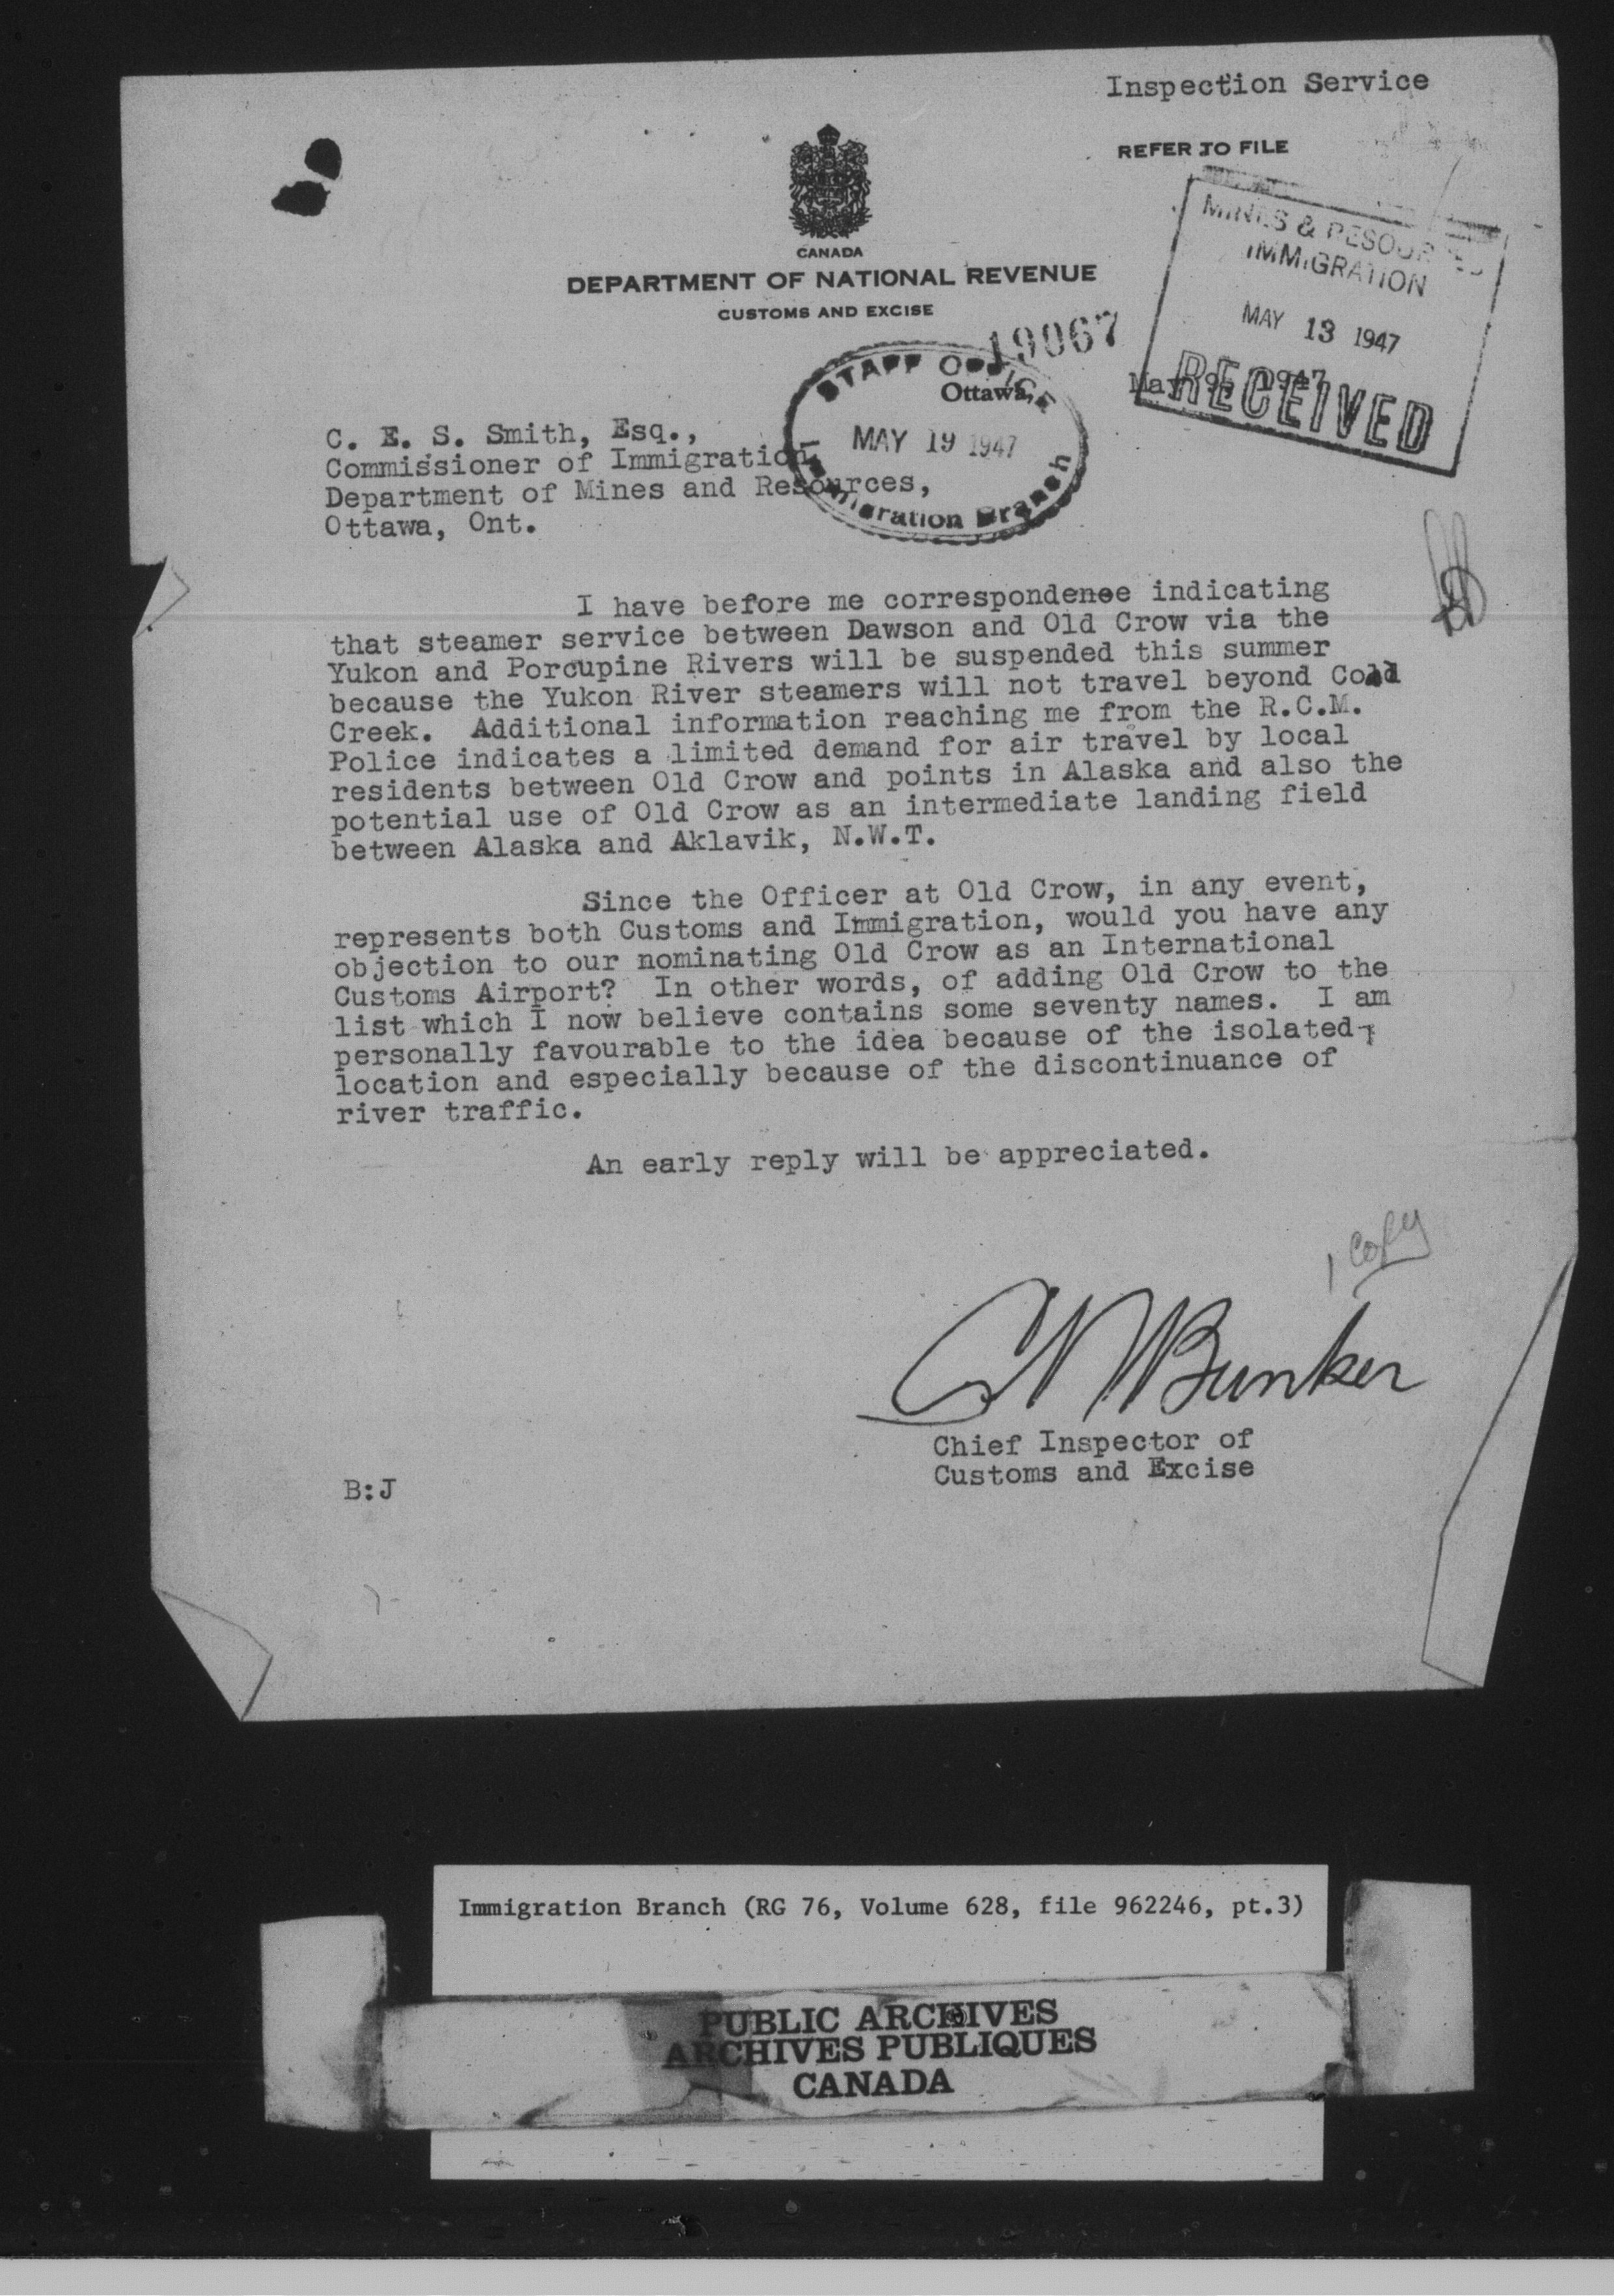 Inspection Service
REFER TO FILE
CANADA
DEPARTMENT OF NATIONAL REVENUE
CUSTOMS AND EXCISE
MINES & RESOURCES
IMMIGRATION
MAY 13 1947
RECEIVED
19067
STAFF OFFICE
MAY 19 1947
Immigration Branch
Ottawa, May 9, 1947
C. E. S. Smith, Esq.,
Commissioner of Immigration,
Department of Mines and Resources,
Ottawa, Ont.
I have before me correspondence indicating
that steamer service between Dawson and Old Crow via the
Yukon and Porcupine Rivers will be suspended this summer
because the Yukon River steamers will not travel beyond
Creek. Additional information reaching me from the R.C.M.
Police indicates a limited demand for air travel by local
residents between Old Crow and points in Alaska and also the
potential use of Old Crow as an intermediate landing field
between Alaska and Aklavik, N.W.T.
Since the Officer at Old Crow, in any event,
represents both Customs and Immigration, would you have any
objection to our nominating Old Crow as an International
Customs Airport? In other words, of adding Old Crow to the
list which I now believe contains some seventy names. I am
personally favourable to the idea because of the isolated
location and especially because of the discontinuance of
river traffic.
An early reply will be appreciated.
1 copy
Bunker
Chief Inspector of
Customs and Excise
B:J
Immigration Branch (RG 76, Volume 628, file 962246, pt.3)
PUBLIC ARCHIVES
ARCHIVES PUBLIQUES
CANADA